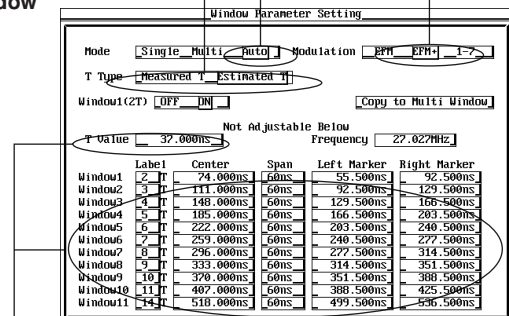 dow
Window Parameter Setting
Mode Single Multi Auto Modulation EFM EFM+ 1-7
T Type Measured T Estimated T
Window1(2T) OFF ON Copy to Multi Window
Not Adjustable Below
T Value 37.000ns Frequency 27.027MHz
Label Center Span Left Marker Right Marker
Window1 2 T 74.000ns 60ns 55.500ns 92.500ns
Window2 3 T 111.000ns 60ns 92.500ns 129.500ns
Window3 4 T 148.000ns 60ns 129.500ns 166.500ns
Window4 5 T 185.000ns 60ns 166.500ns 203.500ns
Window5 6 T 222.000ns 60ns 203.500ns 240.500ns
Window6 7 T 259.000ns 60ns 240.500ns 277.500ns
Window7 8 T 296.000ns 60ns 277.500ns 314.500ns
Window8 9 T 333.000ns 60ns 314.500ns 351.500ns
Window9 10 T 370.000ns 60ns 351.500ns 388.500ns
Window10 11 T 407.000ns 60ns 388.500ns 425.500ns
Window11 14 T 518.000ns 60ns 499.500ns 536.500ns